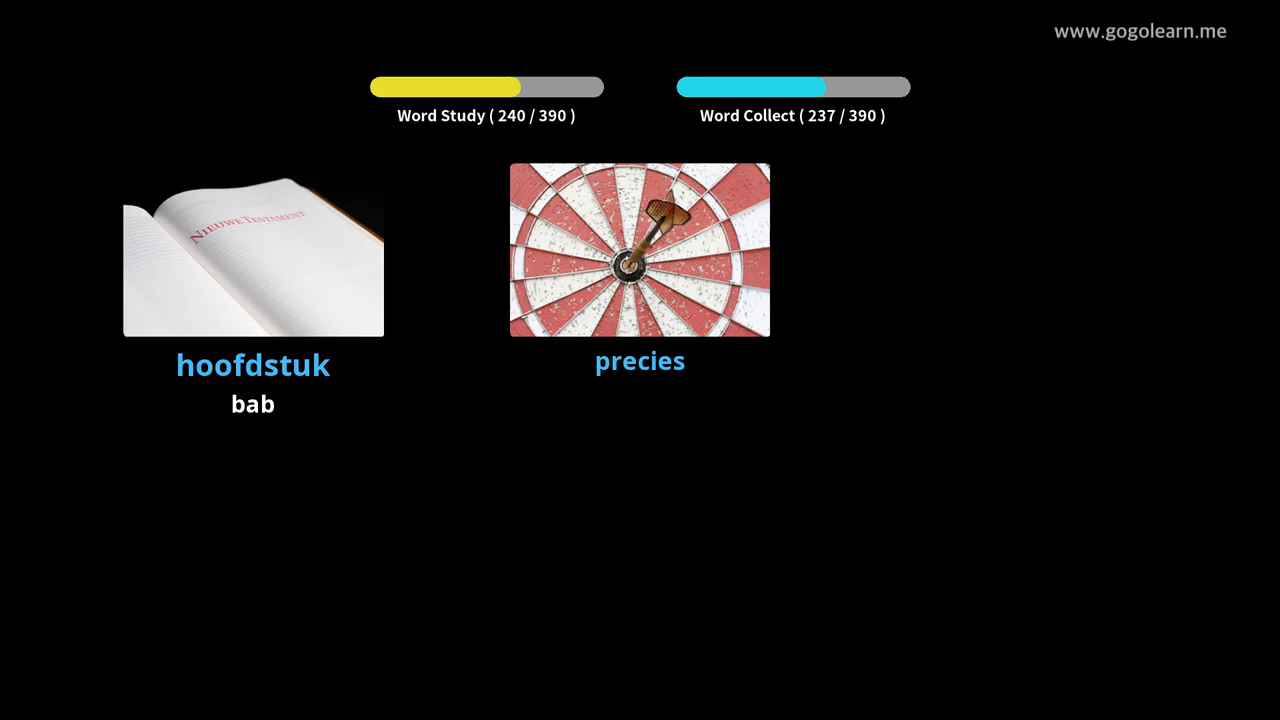 www.gogolearn.me
Word Study ( 240 / 390 )
Word Collect ( 237 / 390 )
NIEUWE TESTAMENT
hoofdstuk
bab
precies